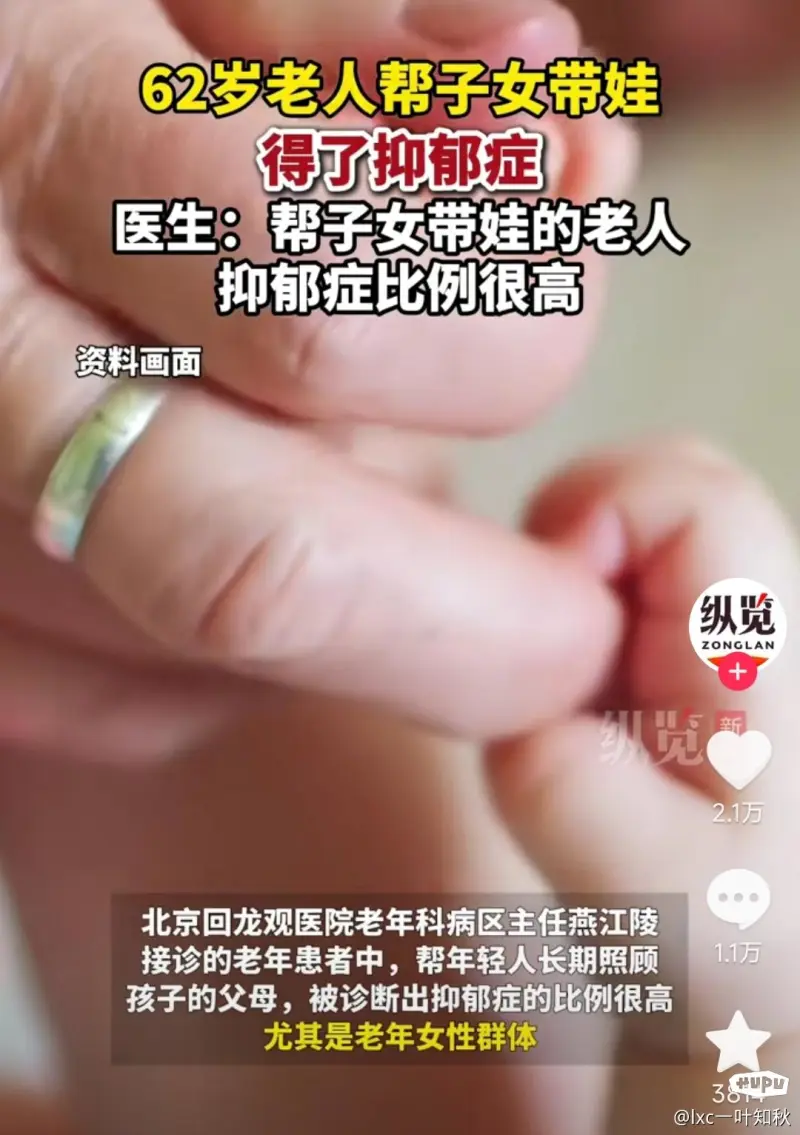 62岁老人帮子女带娃
得了抑郁症
医生：帮子女带娃的老人
抑郁症比例很高
资料画面
纵览
ZONGLAN
纵览 新
2.1万
1.1万
北京回龙观医院老年科病区主任燕江陵
接诊的老年患者中，帮年轻人长期照顾
孩子的父母，被诊断出抑郁症的比例很高
尤其是老年女性群体
HUPU
@lxc一叶知秋